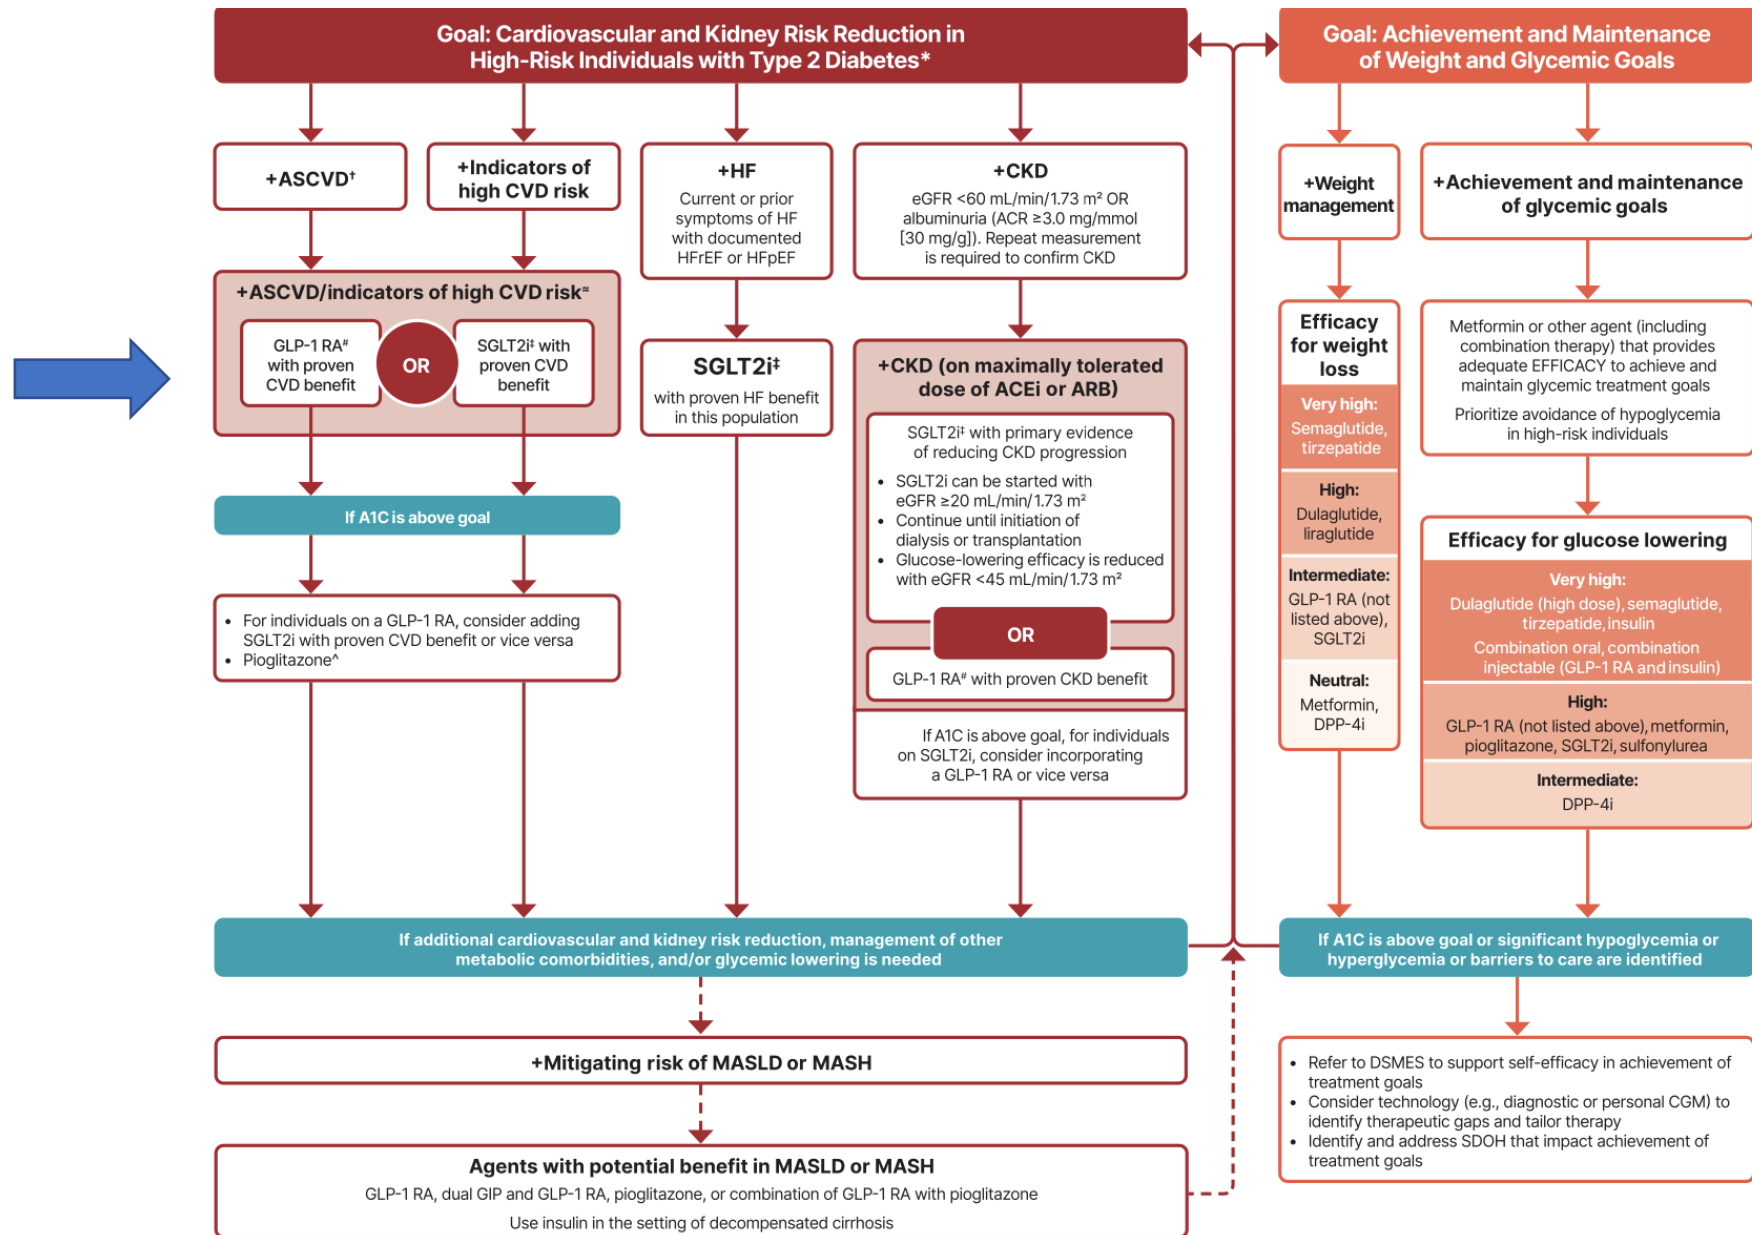 Goal: Cardiovascular and Kidney Risk Reduction in
High-Risk Individuals with Type 2 Diabetes*
+ASCVD†
+Indicators of
high CVD risk
+ASCVD/indicators of high CVD risk≈
GLP-1 RA#
with proven
CVD benefit
OR
SGLT2i‡ with
proven CVD
benefit
If A1C is above goal
• For individuals on a GLP-1 RA, consider adding
SGLT2i with proven CVD benefit or vice versa
• Pioglitazone^
+HF
Current or prior
symptoms of HF
with documented
HFrEF or HFpEF
SGLT2i‡
with proven HF benefit
in this population
+CKD
eGFR <60 mL/min/1.73 m² OR
albuminuria (ACR ≥3.0 mg/mmol
[30 mg/g]). Repeat measurement
is required to confirm CKD
+CKD (on maximally tolerated
dose of ACEi or ARB)
SGLT2i‡ with primary evidence
of reducing CKD progression
• SGLT2i can be started with
eGFR ≥20 mL/min/1.73 m²
• Continue until initiation of
dialysis or transplantation
• Glucose-lowering efficacy is reduced
with eGFR <45 mL/min/1.73 m²
OR
GLP-1 RA# with proven CKD benefit
If A1C is above goal, for individuals
on SGLT2i, consider incorporating
a GLP-1 RA or vice versa
If additional cardiovascular and kidney risk reduction, management of other
metabolic comorbidities, and/or glycemic lowering is needed
+Mitigating risk of MASLD or MASH
Agents with potential benefit in MASLD or MASH
GLP-1 RA, dual GIP and GLP-1 RA, pioglitazone, or combination of GLP-1 RA with pioglitazone
Use insulin in the setting of decompensated cirrhosis
Goal: Achievement and Maintenance
of Weight and Glycemic Goals
+Weight
management
Efficacy
for weight
loss
Very high:
Semaglutide,
tirzepatide
High:
Dulaglutide,
liraglutide
Intermediate:
GLP-1 RA (not
listed above),
SGLT2i
Neutral:
Metformin,
DPP-4i
+Achievement and maintenance
of glycemic goals
Metformin or other agent (including
combination therapy) that provides
adequate EFFICACY to achieve and
maintain glycemic treatment goals
Prioritize avoidance of hypoglycemia
in high-risk individuals
Efficacy for glucose lowering
Very high:
Dulaglutide (high dose), semaglutide,
tirzepatide, insulin
Combination oral, combination
injectable (GLP-1 RA and insulin)
High:
GLP-1 RA (not listed above), metformin,
pioglitazone, SGLT2i, sulfonylurea
Intermediate:
DPP-4i
If A1C is above goal or significant hypoglycemia or
hyperglycemia or barriers to care are identified
• Refer to DSMES to support self-efficacy in achievement of
treatment goals
• Consider technology (e.g., diagnostic or personal CGM) to
identify therapeutic gaps and tailor therapy
• Identify and address SDOH that impact achievement of
treatment goals